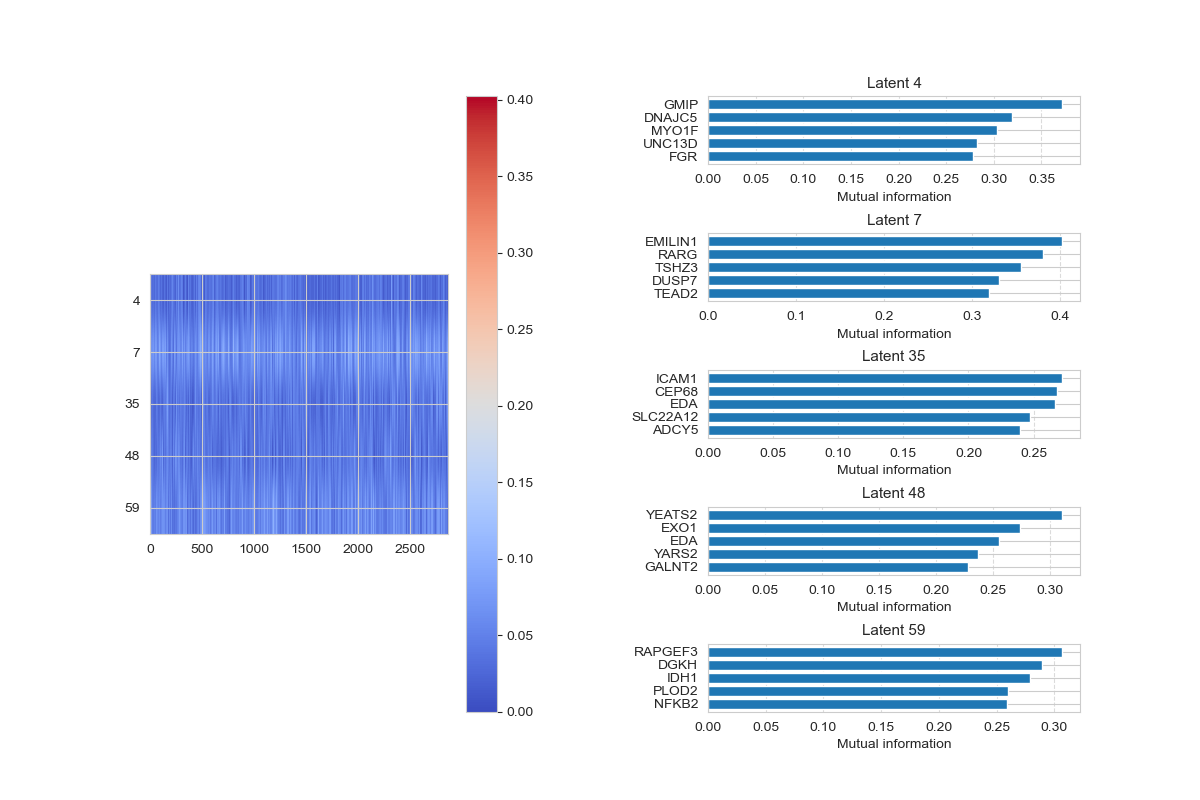 0.40
0.35
0.30
0.25
0.20
0.15
0.10
0.05
0.00
4
7
35
48
59
0 500 1000 1500 2000 2500
Latent 4
GMIP
DNAJC5
MYO1F
UNC13D
FGR
0.00 0.05 0.10 0.15 0.20 0.25 0.30 0.35
Mutual information
Latent 7
EMILIN1
RARG
TSHZ3
DUSP7
TEAD2
0.0 0.1 0.2 0.3 0.4
Mutual information
Latent 35
ICAM1
CEP68
EDA
SLC22A12
ADCY5
0.00 0.05 0.10 0.15 0.20 0.25
Mutual information
Latent 48
YEATS2
EXO1
EDA
YARS2
GALNT2
0.00 0.05 0.10 0.15 0.20 0.25 0.30
Mutual information
Latent 59
RAPGEF3
DGKH
IDH1
PLOD2
NFKB2
0.00 0.05 0.10 0.15 0.20 0.25 0.30
Mutual information